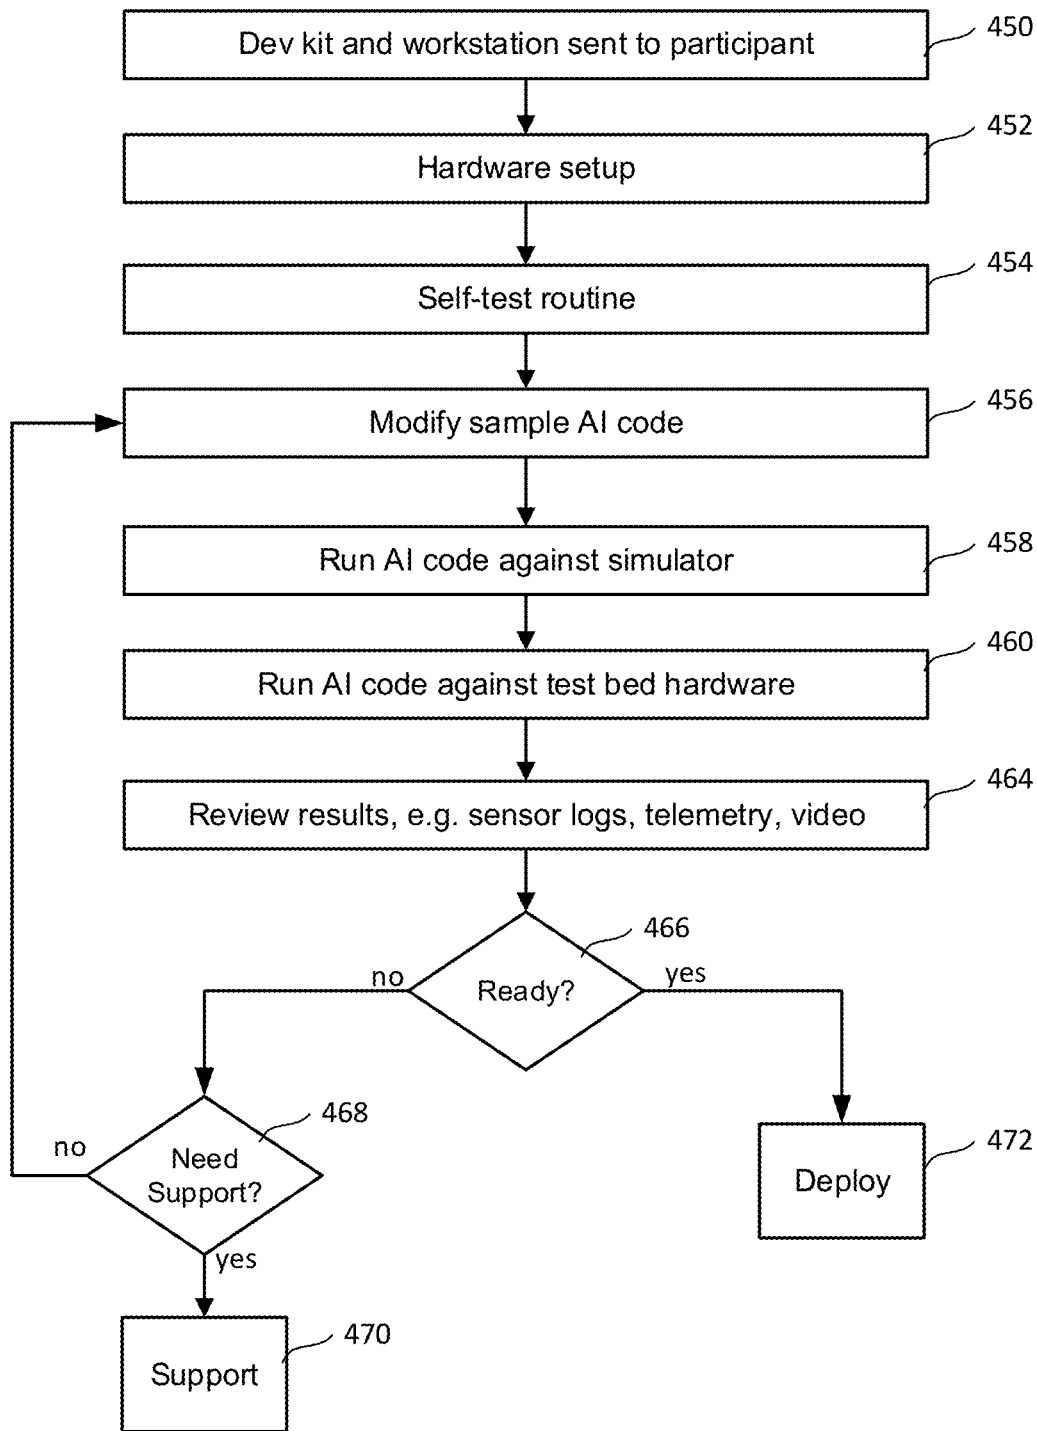 Dev kit and workstation sent to participant
450
Hardware setup
452
Self-test routine
454
Modify sample AI code
456
Run AI code against simulator
458
Run AI code against test bed hardware
460
Review results, e.g. sensor logs, telemetry, video
464
Ready?
466
no
yes
Need
Support?
468
no
yes
Deploy
472
Support
470